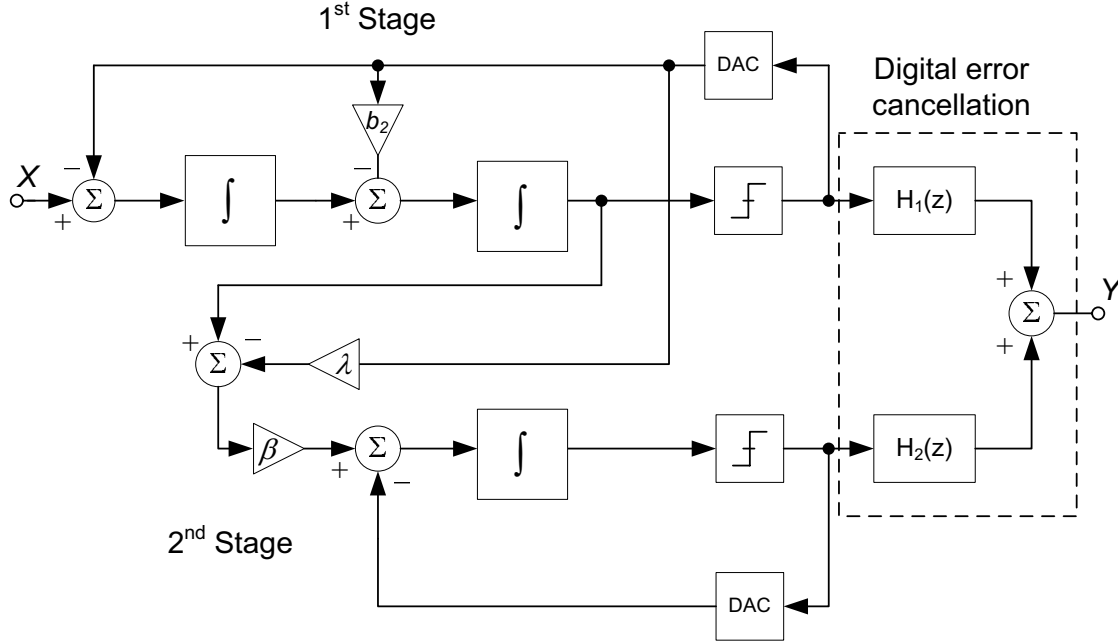 1st Stage
DAC
Digital error
cancellation
b2
X
−
Σ
+
∫
−
Σ
+
∫
H1(z)
+
Σ
+
Y
+
Σ
−
λ
β
Σ
+
−
∫
H2(z)
2nd Stage
DAC